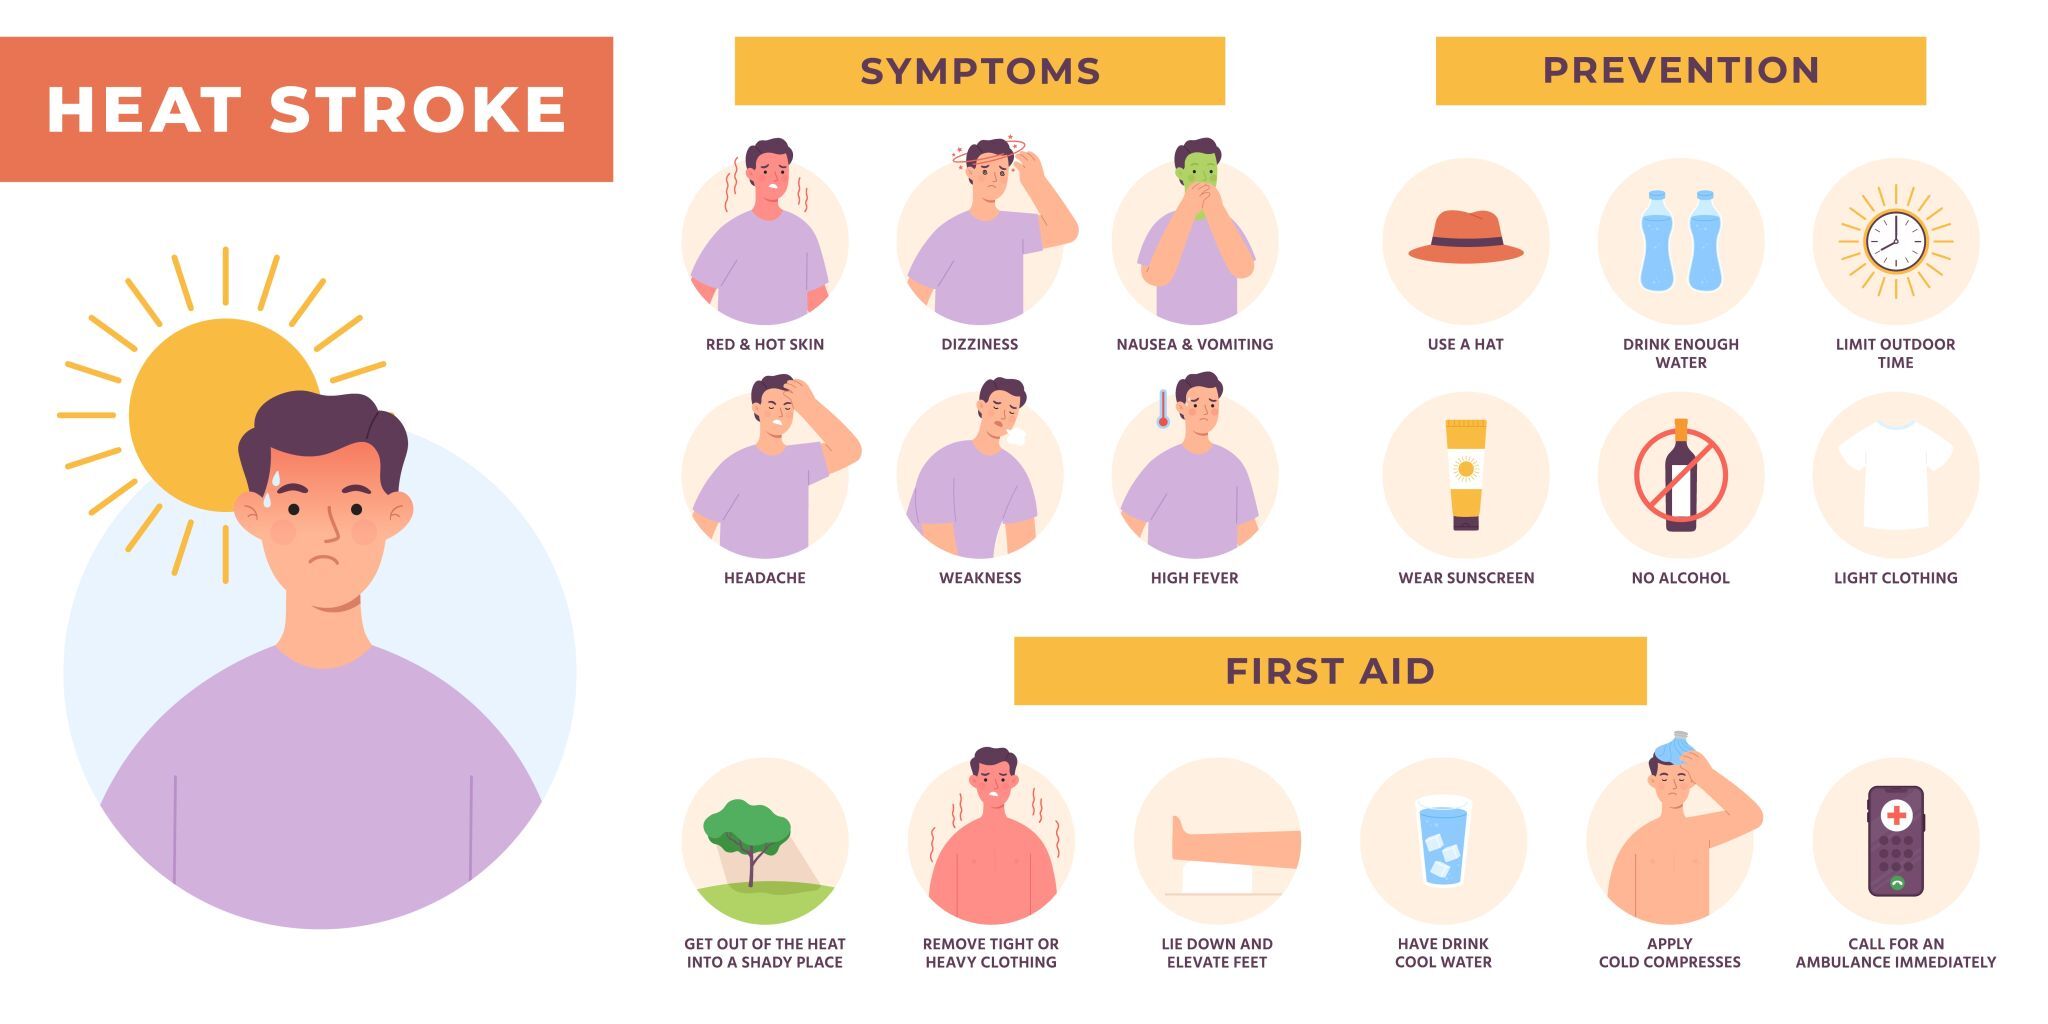 HEAT STROKE
SYMPTOMS
RED & HOT SKIN
DIZZINESS
NAUSEA & VOMITING
HEADACHE
WEAKNESS
HIGH FEVER
PREVENTION
USE A HAT
DRINK ENOUGH
WATER
LIMIT OUTDOOR
TIME
WEAR SUNSCREEN
NO ALCOHOL
LIGHT CLOTHING
FIRST AID
GET OUT OF THE HEAT
INTO A SHADY PLACE
REMOVE TIGHT OR
HEAVY CLOTHING
LIE DOWN AND
ELEVATE FEET
HAVE DRINK
COOL WATER
APPLY
COLD COMPRESSES
CALL FOR AN
AMBULANCE IMMEDIATELY